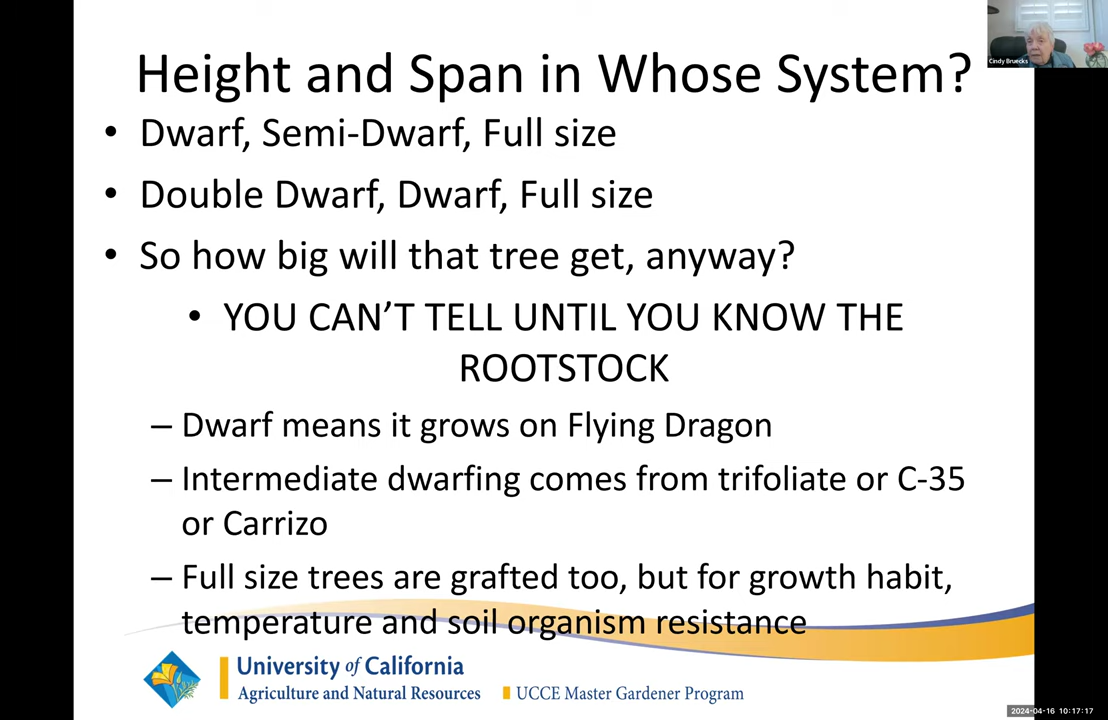 Height and Span in Whose System?
Cindy Bruecks
• Dwarf, Semi-Dwarf, Full size
• Double Dwarf, Dwarf, Full size
• So how big will that tree get, anyway?
• YOU CAN’T TELL UNTIL YOU KNOW THE
ROOTSTOCK
– Dwarf means it grows on Flying Dragon
– Intermediate dwarfing comes from trifoliate or C-35
or Carrizo
– Full size trees are grafted too, but for growth habit,
temperature and soil organism resistance
University of California
Agriculture and Natural Resources
UCCE Master Gardener Program
2024-04-16 10:17:17